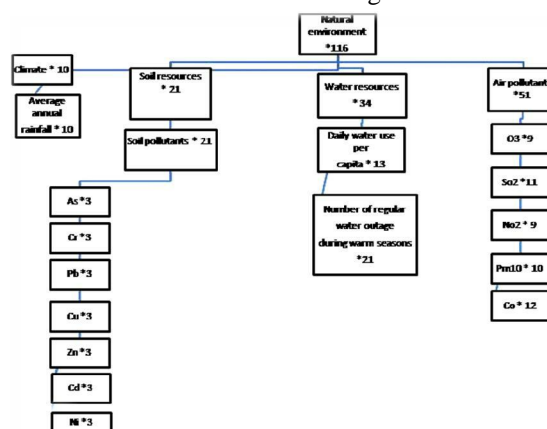 Natural
environment
*116
Climate * 10
Average
annual
rainfall * 10
Soil resources
* 21
Soil pollutants * 21
As *3
Cr *3
Pb *3
Cu *3
Zn *3
Cd *3
Ni *3
Water resources
* 34
Daily water use
per
capita * 13
Number of regular
water outage
during warm seasons
*21
Air pollutant
*51
O3 *9
So2 *11
No2 * 9
Pm10 * 10
Co * 12